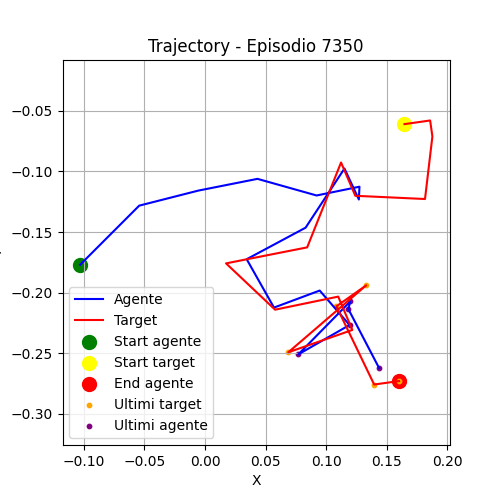 Trajectory - Episodio 7350
−0.05
−0.10
−0.15
−0.20
−0.25
−0.30
Agente
Target
Start agente
Start target
End agente
Ultimi target
Ultimi agente
−0.10 −0.05 0.00 0.05 0.10 0.15 0.20
X